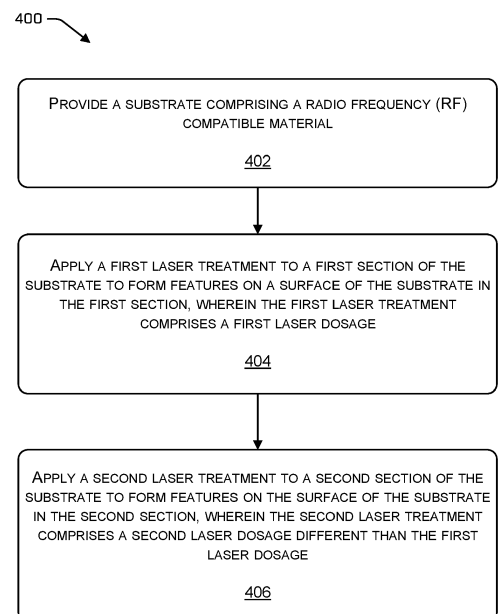 400
PROVIDE A SUBSTRATE COMPRISING A RADIO FREQUENCY (RF)
COMPATIBLE MATERIAL
402
APPLY A FIRST LASER TREATMENT TO A FIRST SECTION OF THE
SUBSTRATE TO FORM FEATURES ON A SURFACE OF THE SUBSTRATE IN
THE FIRST SECTION, WHEREIN THE FIRST LASER TREATMENT
COMPRISES A FIRST LASER DOSAGE
404
APPLY A SECOND LASER TREATMENT TO A SECOND SECTION OF THE
SUBSTRATE TO FORM FEATURES ON THE SURFACE OF THE SUBSTRATE
IN THE SECOND SECTION, WHEREIN THE SECOND LASER TREATMENT
COMPRISES A SECOND LASER DOSAGE DIFFERENT THAN THE FIRST
LASER DOSAGE
406